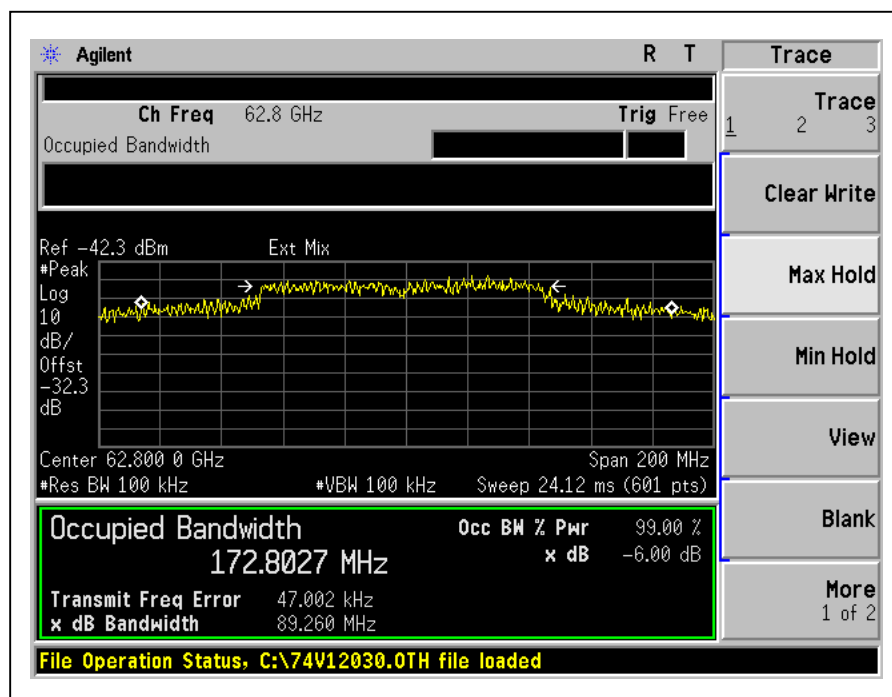 Agilent R T Trace
Ch Freq 62.8 GHz Trig Free
Occupied Bandwidth
Trace
1 2 3
Clear Write
Max Hold
Min Hold
View
Blank
More
1 of 2
Ref -42.3 dBm Ext Mix
#Peak
Log
10
dB/
Offst
-32.3
dB
Center 62.800 0 GHz Span 200 MHz
#Res BW 100 kHz #VBW 100 kHz Sweep 24.12 ms (601 pts)
Occupied Bandwidth Occ BW % Pwr 99.00 %
172.8027 MHz x dB -6.00 dB
Transmit Freq Error 47.002 kHz
x dB Bandwidth 89.260 MHz
File Operation Status, C:\74V12030.OTH file loaded